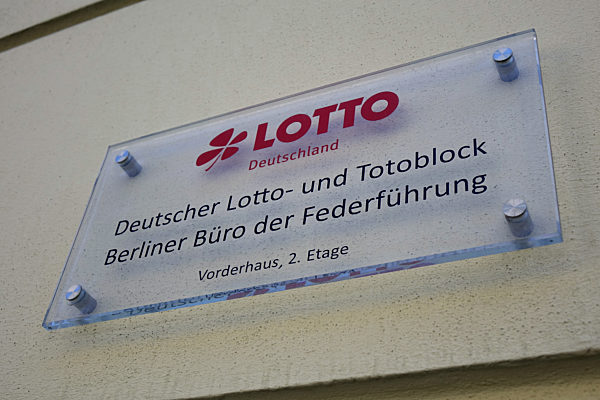 LOTTO
Deutschland
Deutscher Lotto- und Totoblock
Berliner Büro der Federführung
Vorderhaus, 2. Etage